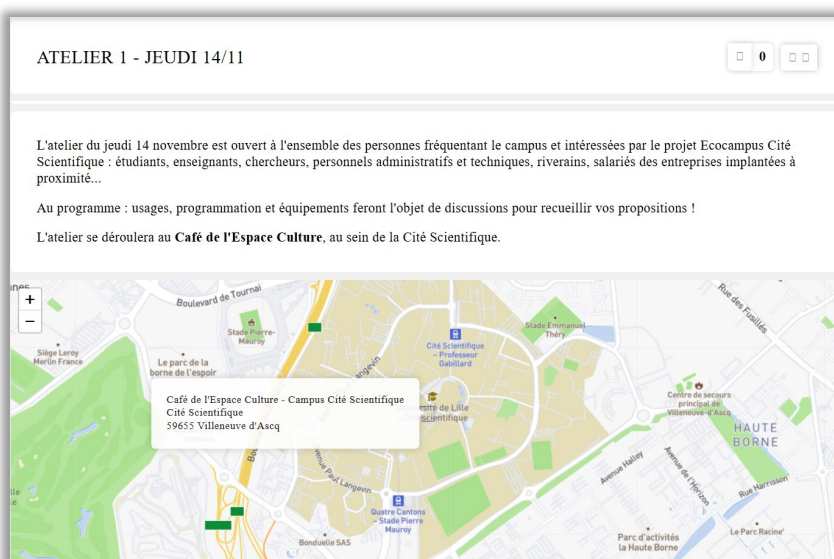 ATELIER 1 - JEUDI 14/11
0
L'atelier du jeudi 14 novembre est ouvert à l'ensemble des personnes fréquentant le campus et intéressées par le projet Ecocampus Cité
Scientifique : étudiants, enseignants, chercheurs, personnels administratifs et techniques, riverains, salariés des entreprises implantées à
proximité...
Au programme : usages, programmation et équipements feront l'objet de discussions pour recueillir vos propositions !
L'atelier se déroulera au Café de l'Espace Culture, au sein de la Cité Scientifique.
+
−
Boulevard de Tournai
Rue des Fusillés
Stade Pierre-
Mauroy
Stade Emmanuel
Théry
Cité Scientifique
– Professeur
Gabillard
Siège Leroy
Merlin France
Le parc de la
borne de l'espoir
Langevin
Café de l'Espace Culture - Campus Cité Scientifique
Cité Scientifique
59655 Villeneuve d'Ascq
sité de Lille
Scientifique
Centre de secours
principal de
Villeneuve-d'Ascq
HAUTE
BORNE
Avenue Paul Langevin
Avenue Halley
Avenue de l'Horizon
Rue Harrisson
Quatre Cantons
– Stade Pierre
Mauroy
Bonduelle SAS
Parc d'activités
la Haute Borne
Le Parc Racine'